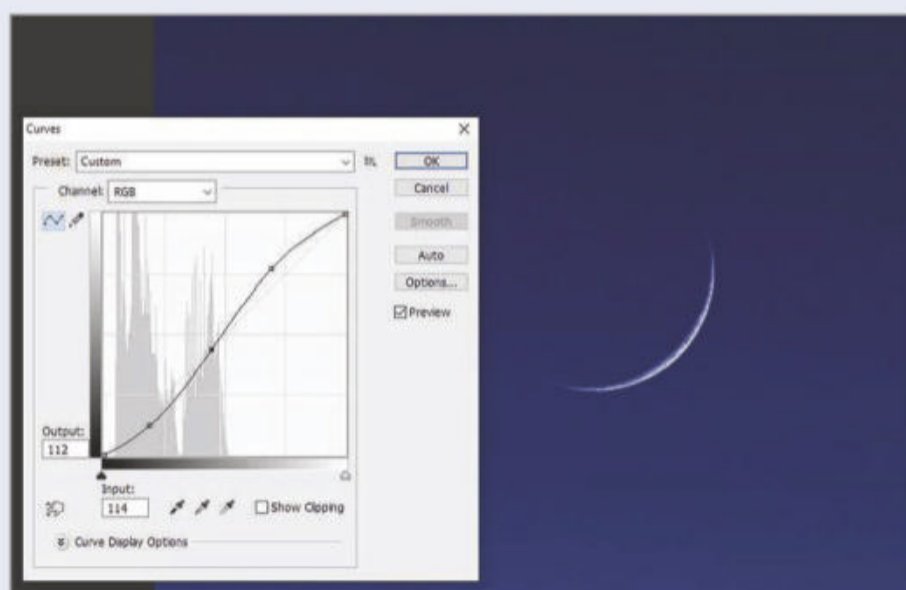 Curves
Preset: Custom
OK
Channel: RGB
Cancel
Smooth
Auto
Options...
Preview
Output:
112
Input:
114
Show Clipping
Curve Display Options